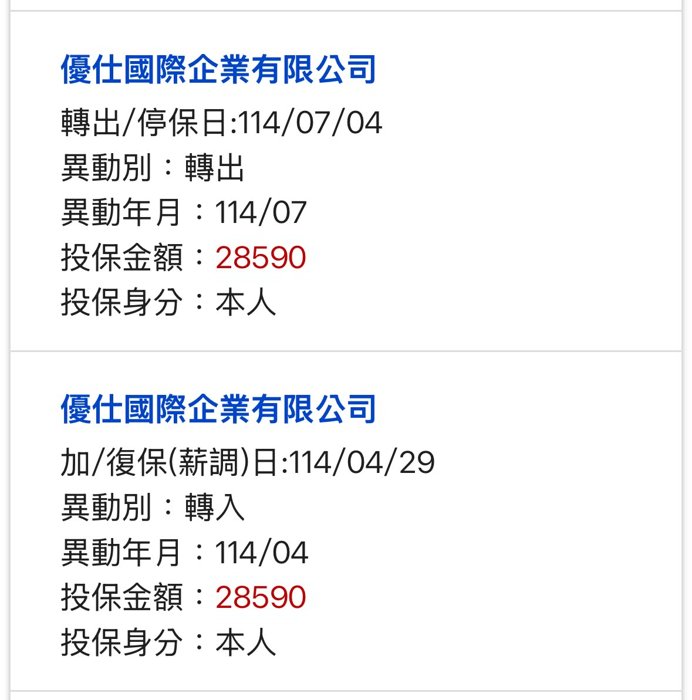 優仕國際企業有限公司
轉出/停保日:114/07/04
異動別：轉出
異動年月：114/07
投保金額：28590
投保身分：本人
優仕國際企業有限公司
加/復保(薪調)日:114/04/29
異動別：轉入
異動年月：114/04
投保金額：28590
投保身分：本人